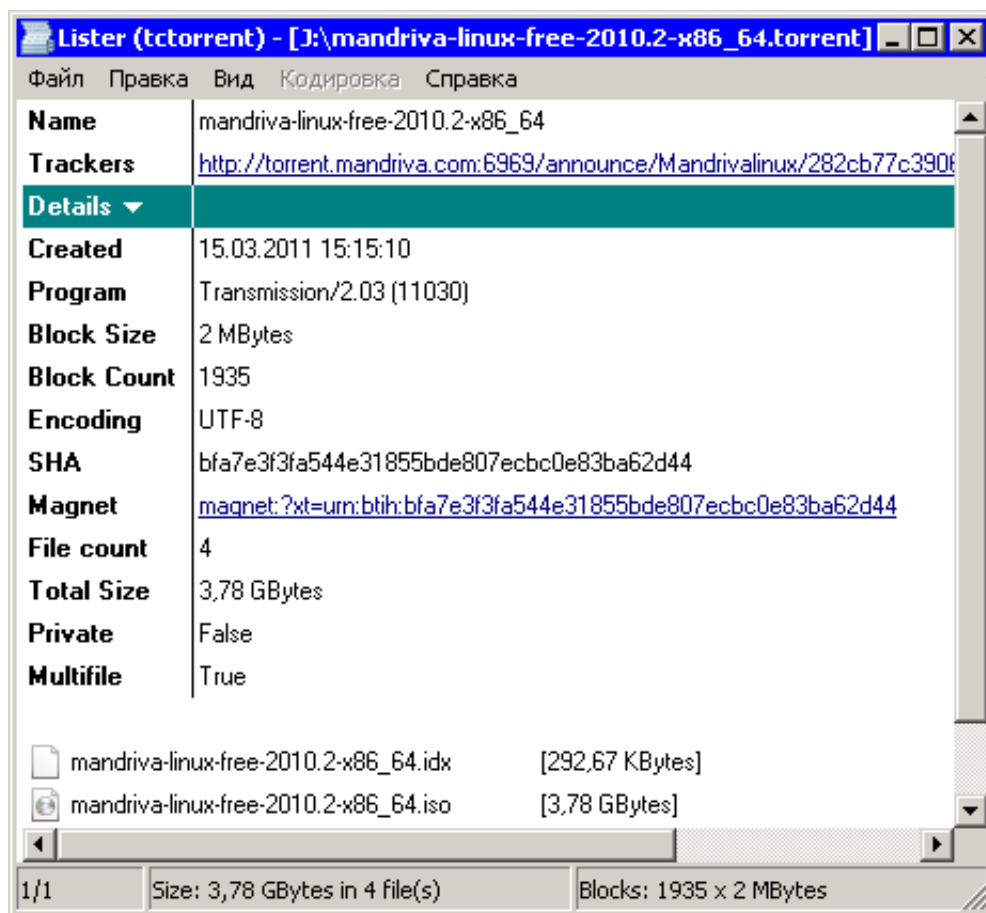 Lister (tctorrent) - [J:\mandriva-linux-free-2010.2-x86_64.torrent]
Файл Правка Вид Кодировка Справка
Name mandriva-linux-free-2010.2-x86_64
Trackers http://torrent.mandriva.com:6969/announce/Mandrivalinux/282cb77c3906
Details
Created 15.03.2011 15:15:10
Program Transmission/2.03 (11030)
Block Size 2 MBytes
Block Count 1935
Encoding UTF-8
SHA bfa7e3f3fa544e31855bde807ecbc0e83ba62d44
Magnet magnet:?xt=urn:btih:bfa7e3f3fa544e31855bde807ecbc0e83ba62d44
File count 4
Total Size 3,78 GBytes
Private False
Multifile True
mandriva-linux-free-2010.2-x86_64.idx [292,67 KBytes]
mandriva-linux-free-2010.2-x86_64.iso [3,78 GBytes]
1/1 Size: 3,78 GBytes in 4 file(s) Blocks: 1935 x 2 MBytes